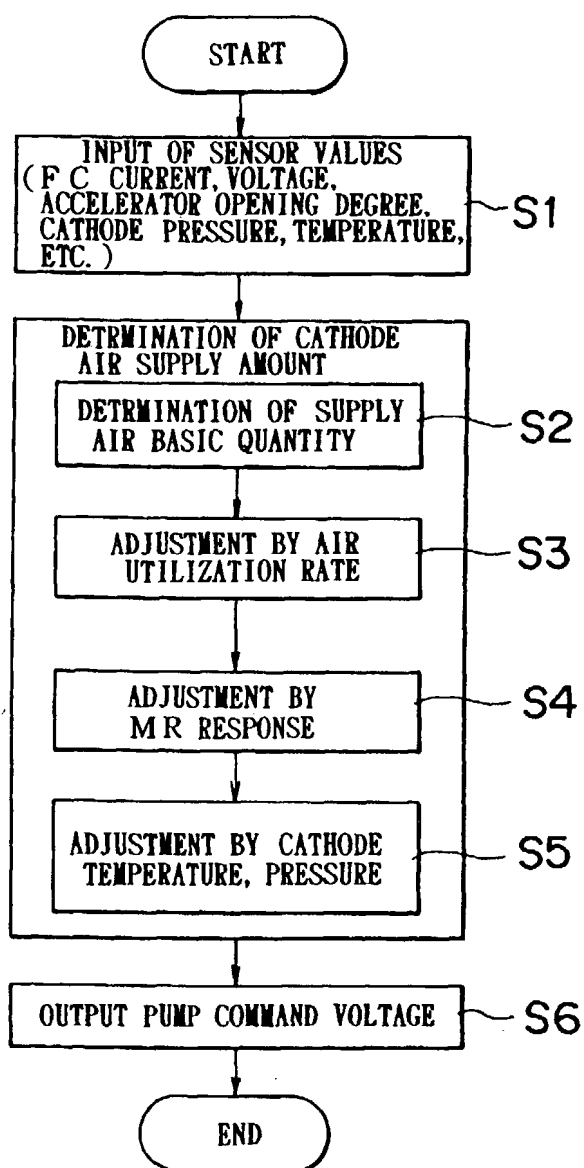 START
INPUT OF SENSOR VALUES
(F C CURRENT, VOLTAGE,
ACCELERATOR OPENING DEGREE,
CATHODE PRESSURE, TEMPERATURE,
ETC.)
S1
DETRMINATION OF CATHODE
AIR SUPPLY AMOUNT
DETRMINATION OF SUPPLY
AIR BASIC QUANTITY
S2
ADJUSTMENT BY AIR
UTILIZATION RATE
S3
ADJUSTMENT BY
MR RESPONSE
S4
ADJUSTMENT BY CATHODE
TEMPERATURE, PRESSURE
S5
OUTPUT PUMP COMMAND VOLTAGE
S6
END